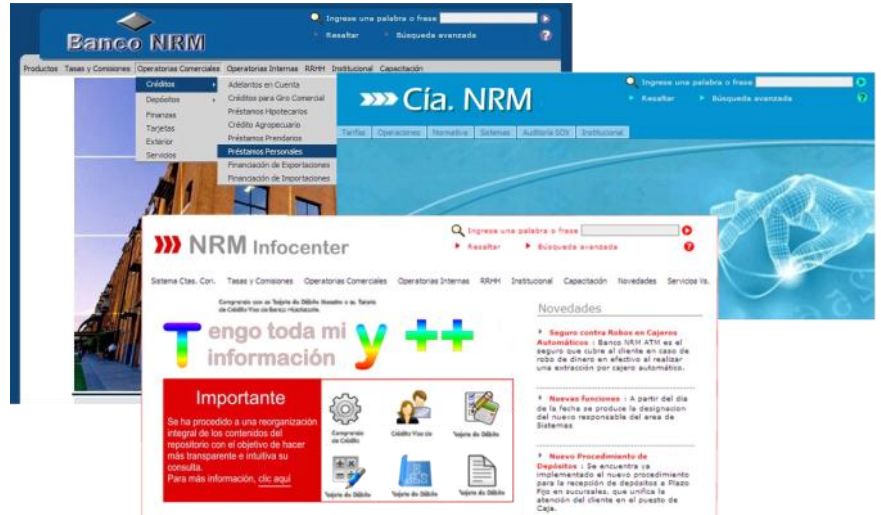 Banco NRM
Ingrese una palabra o frase
Resaltar Búsqueda avanzada
Productos Tasas y Comisiones Operatorias Comerciales Operatorias Internas RRHH Institucional Capacitación
Créditos
Depósitos
Finanzas
Tarjetas
Exterior
Servicios
Adelantos en Cuenta
Créditos para Giro Comercial
Préstamos Hipotecarios
Crédito Agropecuario
Préstamos Prendarios
Préstamos Personales
Financiación de Exportaciones
Financiación de Importaciones
Cía. NRM
Ingrese una palabra o frase
Resaltar Búsqueda avanzada
Tarifas Operaciones Normativa Sistemas Auditoría SOX Institucional
NRM Infocenter
Ingrese una palabra o frase
Resaltar Búsqueda avanzada
Sistema Ctas. Cori. Tasas y Comisiones Operatorias Comerciales Operatorias Internas RRHH Institucional Capacitación Novedades Servicios Vs.
Tengo toda mi
información y ++
Importante
Se ha procedido a una reorganización
integral de los contenidos del
repositorio con el objetivo de hacer
más transparente e intuitiva su
consulta.
Para más información, clic aquí
Comprando
de Crédito
Crédito Visa
Tarjeta de Débito
Tarjeta de Débito
Tarjeta de Débito
Tarjeta de Débito
Novedades
Seguro contra Robos en Cajeros
Automáticos : Banco NRM ATM es el
seguro que cubre al cliente en caso de
robo de dinero en efectivo al realizar
una extracción por cajero automático.
Nuevas funciones : A partir del dia
de la fecha se produce la designacion
del nuevo responsable del area de
Sistemas
Nuevo Procedimiento de
Depósitos : Se encuentra ya
implementado el nuevo procedimiento
para la recepción de depósitos a Plazo
Fijo en sucursales, que unifica la
atención del cliente en el puesto de
Caja.